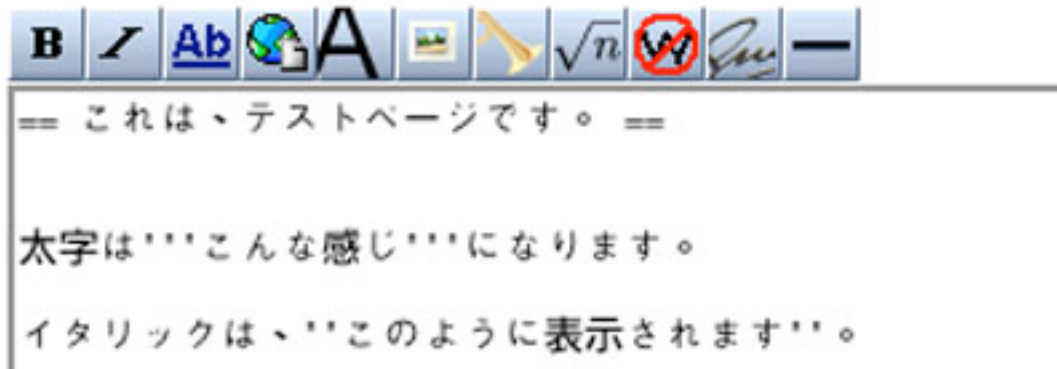 B I Ab A √n W
== これは、テストページです。 ==
太字は'''こんな感じ'''になります。
イタリックは、''このように表示されます''。